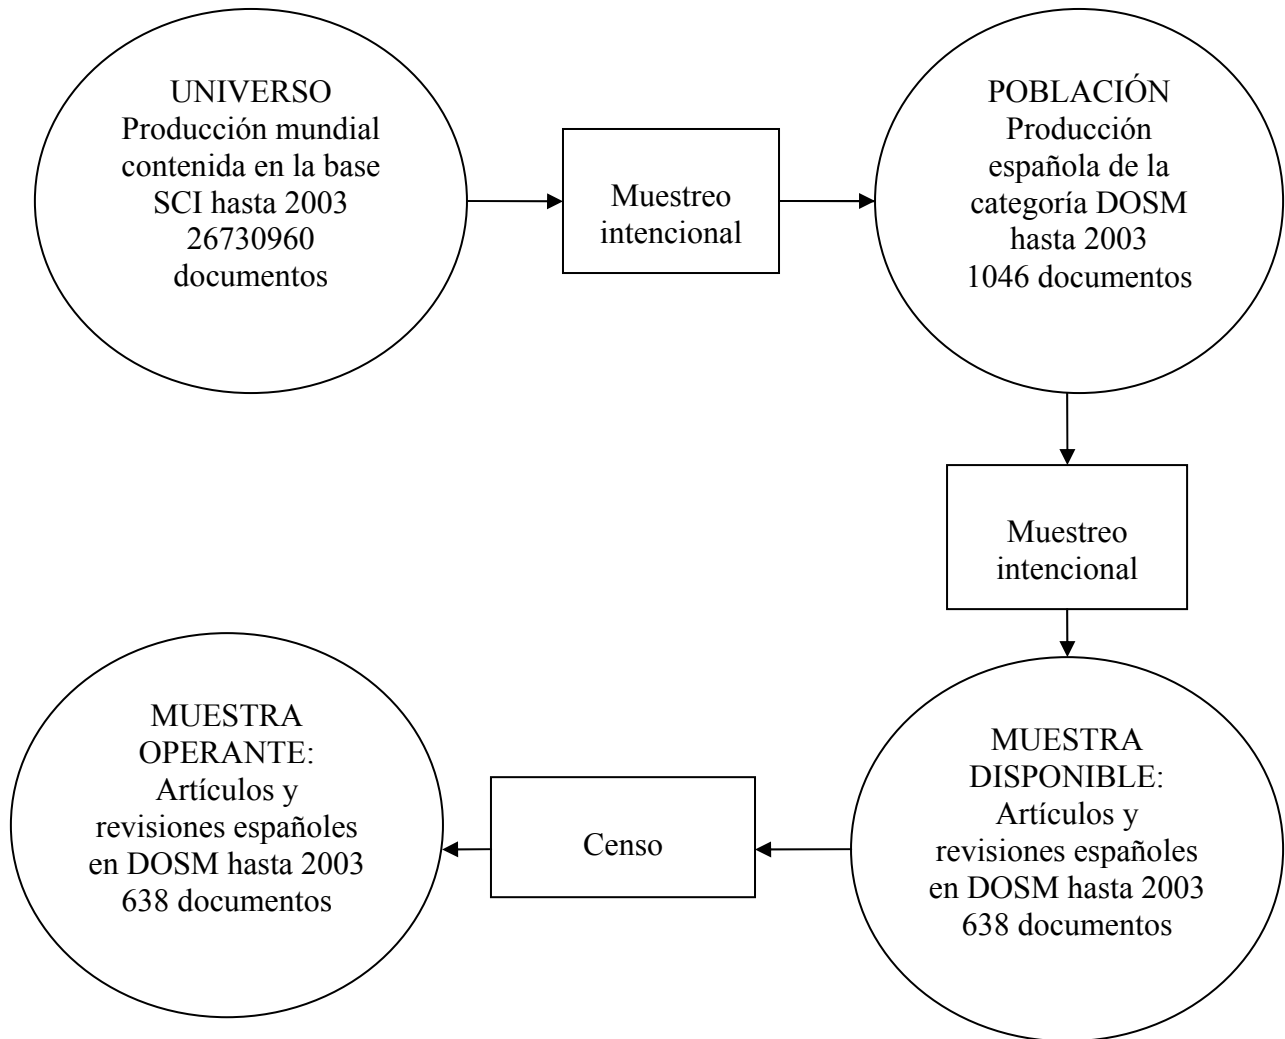 UNIVERSO
Producción mundial
contenida en la base
SCI hasta 2003
26730960
documentos
Muestreo
intencional
POBLACIÓN
Producción
española de la
categoría DOSM
hasta 2003
1046 documentos
Muestreo
intencional
MUESTRA
DISPONIBLE:
Artículos y
revisiones españoles
en DOSM hasta 2003
638 documentos
Censo
MUESTRA
OPERANTE:
Artículos y
revisiones españoles
en DOSM hasta 2003
638 documentos